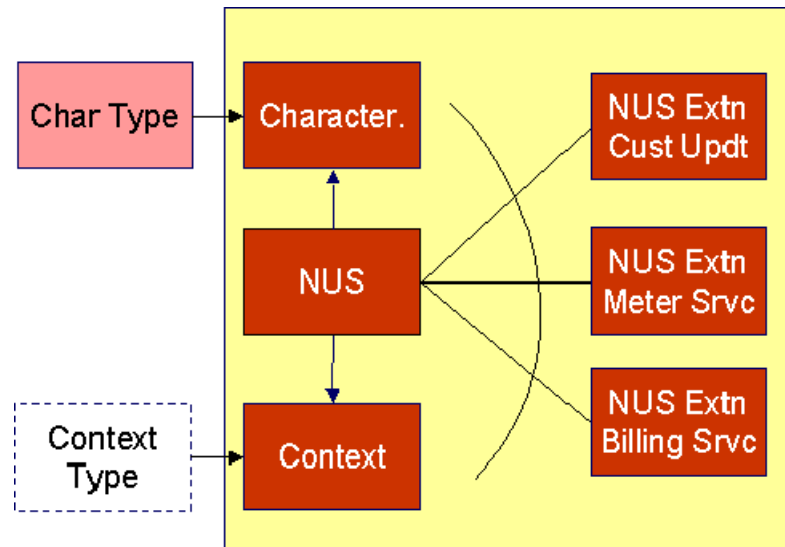 Char Type
Character.
NUS Extn
Cust Updt
NUS
NUS Extn
Meter Srvc
Context
Type
Context
NUS Extn
Billing Srvc